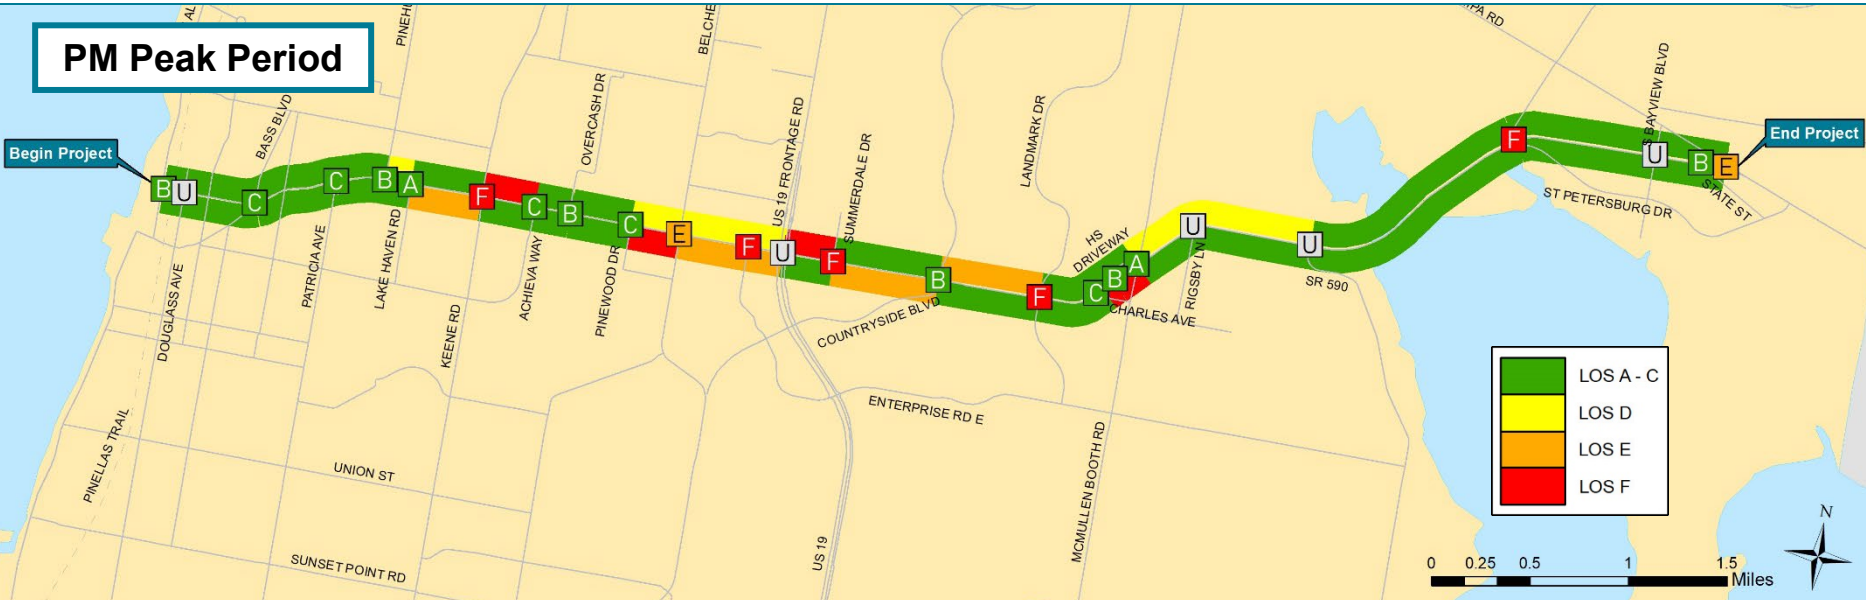 PM Peak Period
AL
PINEHU
BELCHE
PA RD
Begin Project
End Project
BASS BLVD
OVERCASH DR
US 19 FRONTAGE RD
SUMMERDALE DR
LANDMARK DR
S BAYVIEW BLVD
B
U
C
C
B
A
F
C
B
C
E
F
U
F
B
F
C
B
A
U
U
F
U
B
E
HS
DRIVEWAY
RIGSBY LN
SR 590
ST PETERSBURG DR
STATE ST
DOUGLASS AVE
PATRICIA AVE
LAKE HAVEN RD
KEENE RD
ACHIEVA WAY
PINEWOOD DR
COUNTRYSIDE BLVD
CHARLES AVE
ENTERPRISE RD E
PINELLAS TRAIL
UNION ST
SUNSET POINT RD
US 19
MCMULLEN BOOTH RD
LOS A - C
LOS D
LOS E
LOS F
N
0 0.25 0.5 1 1.5
Miles